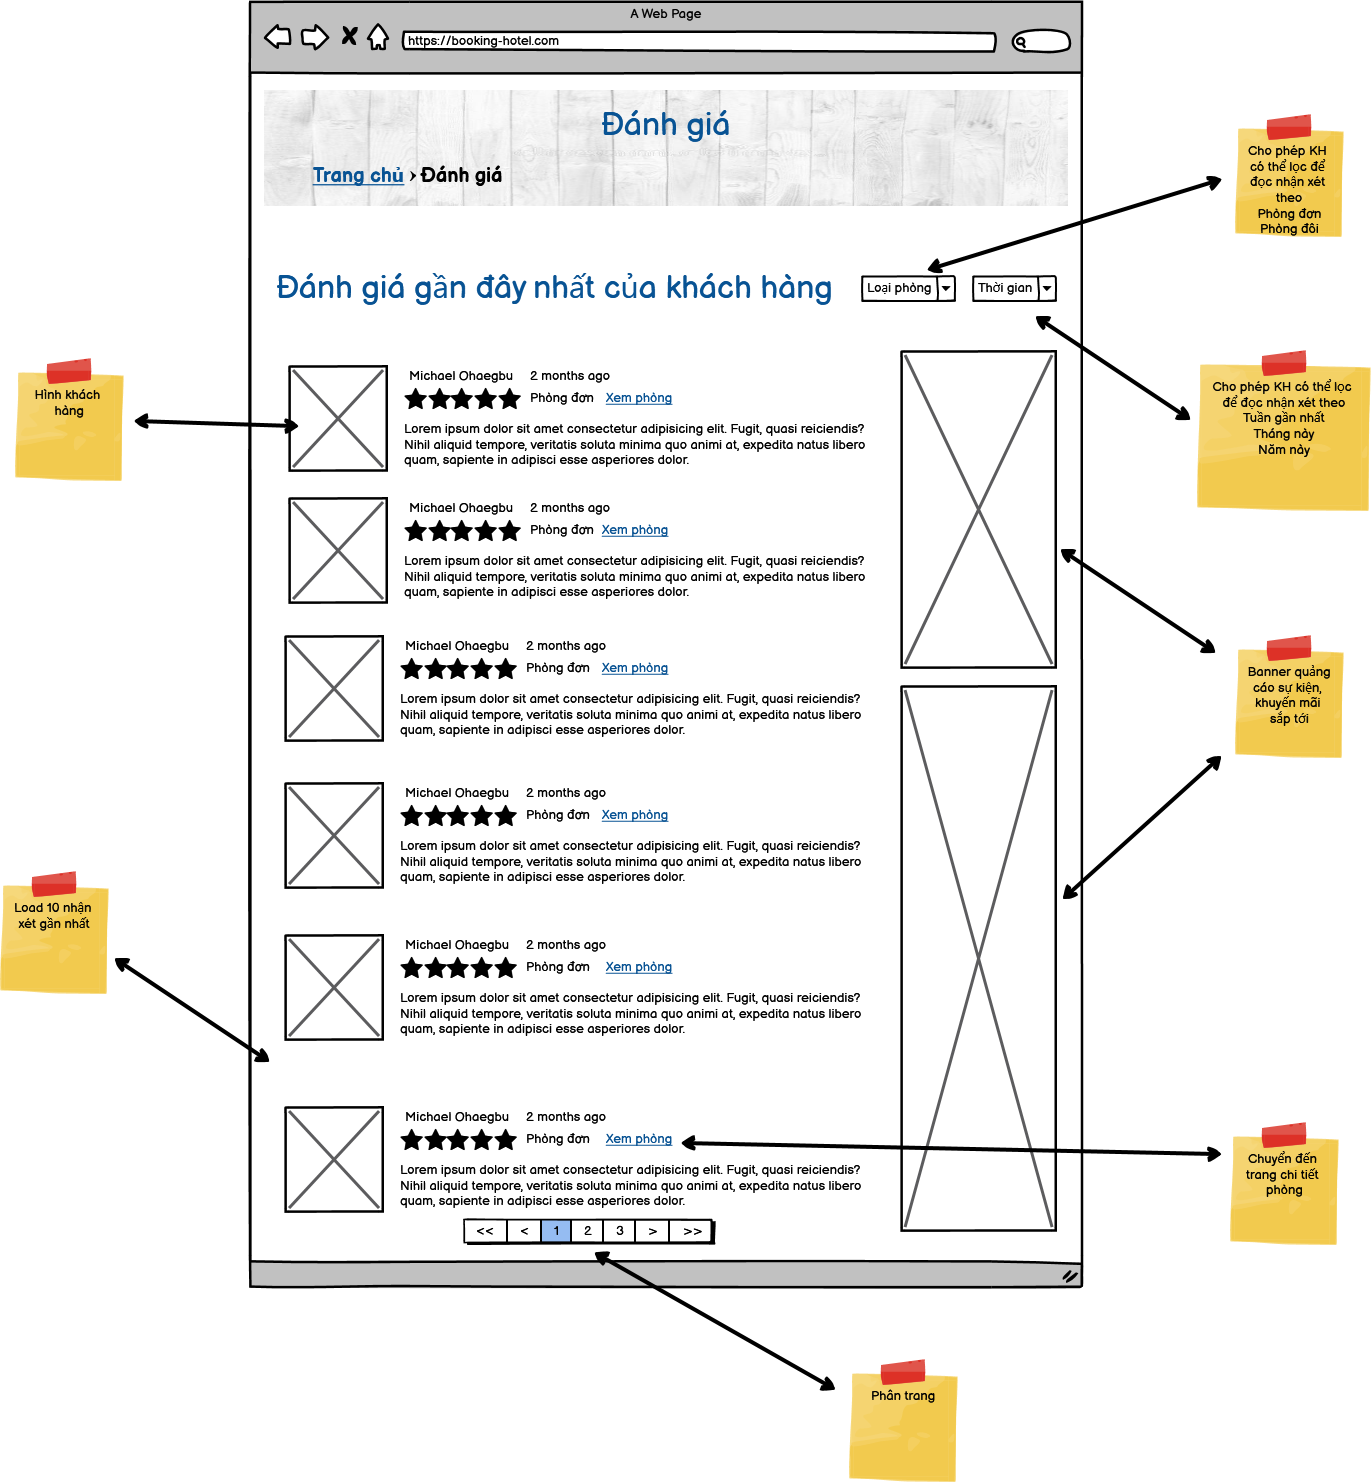 A Web Page
https://booking-hotel.com
Đánh giá
Trang chủ › Đánh giá
Cho phép KH
có thể lọc để
đọc nhận xét
theo
Phòng đơn
Phòng đôi
Đánh giá gần đây nhất của khách hàng
Loại phòng
Thời gian
Cho phép KH có thể lọc
để đọc nhận xét theo
Tuần gần nhất
Tháng này
Năm này
Hình khách
hàng
Michael Ohaegbu 2 months ago
Phòng đơn Xem phòng
Lorem ipsum dolor sit amet consectetur adipisicing elit. Fugit, quasi reiciendis?
Nihil aliquid tempore, veritatis soluta minima quo animi at, expedita natus libero
quam, sapiente in adipisci esse asperiores dolor.
Michael Ohaegbu 2 months ago
Phòng đơn Xem phòng
Lorem ipsum dolor sit amet consectetur adipisicing elit. Fugit, quasi reiciendis?
Nihil aliquid tempore, veritatis soluta minima quo animi at, expedita natus libero
quam, sapiente in adipisci esse asperiores dolor.
Michael Ohaegbu 2 months ago
Phòng đơn Xem phòng
Lorem ipsum dolor sit amet consectetur adipisicing elit. Fugit, quasi reiciendis?
Nihil aliquid tempore, veritatis soluta minima quo animi at, expedita natus libero
quam, sapiente in adipisci esse asperiores dolor.
Banner quảng
cáo sự kiện,
khuyến mãi
sắp tới
Michael Ohaegbu 2 months ago
Phòng đơn Xem phòng
Lorem ipsum dolor sit amet consectetur adipisicing elit. Fugit, quasi reiciendis?
Nihil aliquid tempore, veritatis soluta minima quo animi at, expedita natus libero
quam, sapiente in adipisci esse asperiores dolor.
Load 10 nhận
xét gần nhất
Michael Ohaegbu 2 months ago
Phòng đơn Xem phòng
Lorem ipsum dolor sit amet consectetur adipisicing elit. Fugit, quasi reiciendis?
Nihil aliquid tempore, veritatis soluta minima quo animi at, expedita natus libero
quam, sapiente in adipisci esse asperiores dolor.
Michael Ohaegbu 2 months ago
Phòng đơn Xem phòng
Lorem ipsum dolor sit amet consectetur adipisicing elit. Fugit, quasi reiciendis?
Nihil aliquid tempore, veritatis soluta minima quo animi at, expedita natus libero
quam, sapiente in adipisci esse asperiores dolor.
Chuyển đến
trang chi tiết
phòng
<< < 1 2 3 > >>
Phân trang